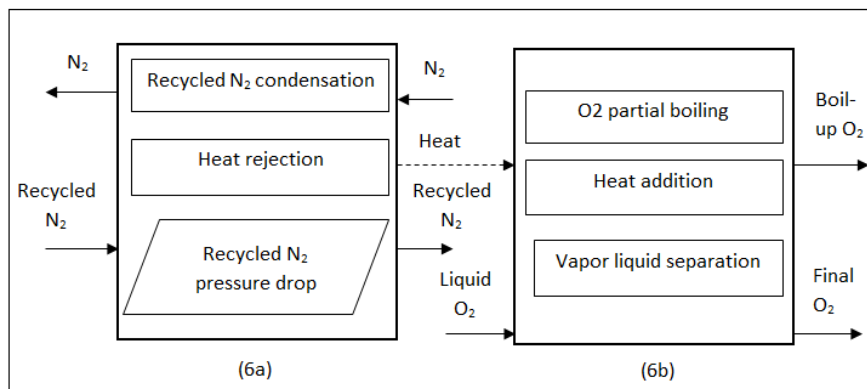 N₂
Recycled N₂ condensation
N₂
Heat rejection
Heat
Recycled
N₂
Recycled
N₂
Recycled N₂
pressure drop
(6a)
O2 partial boiling
Boil-
up O₂
Heat addition
Vapor liquid separation
Liquid
O₂
Final
O₂
(6b)